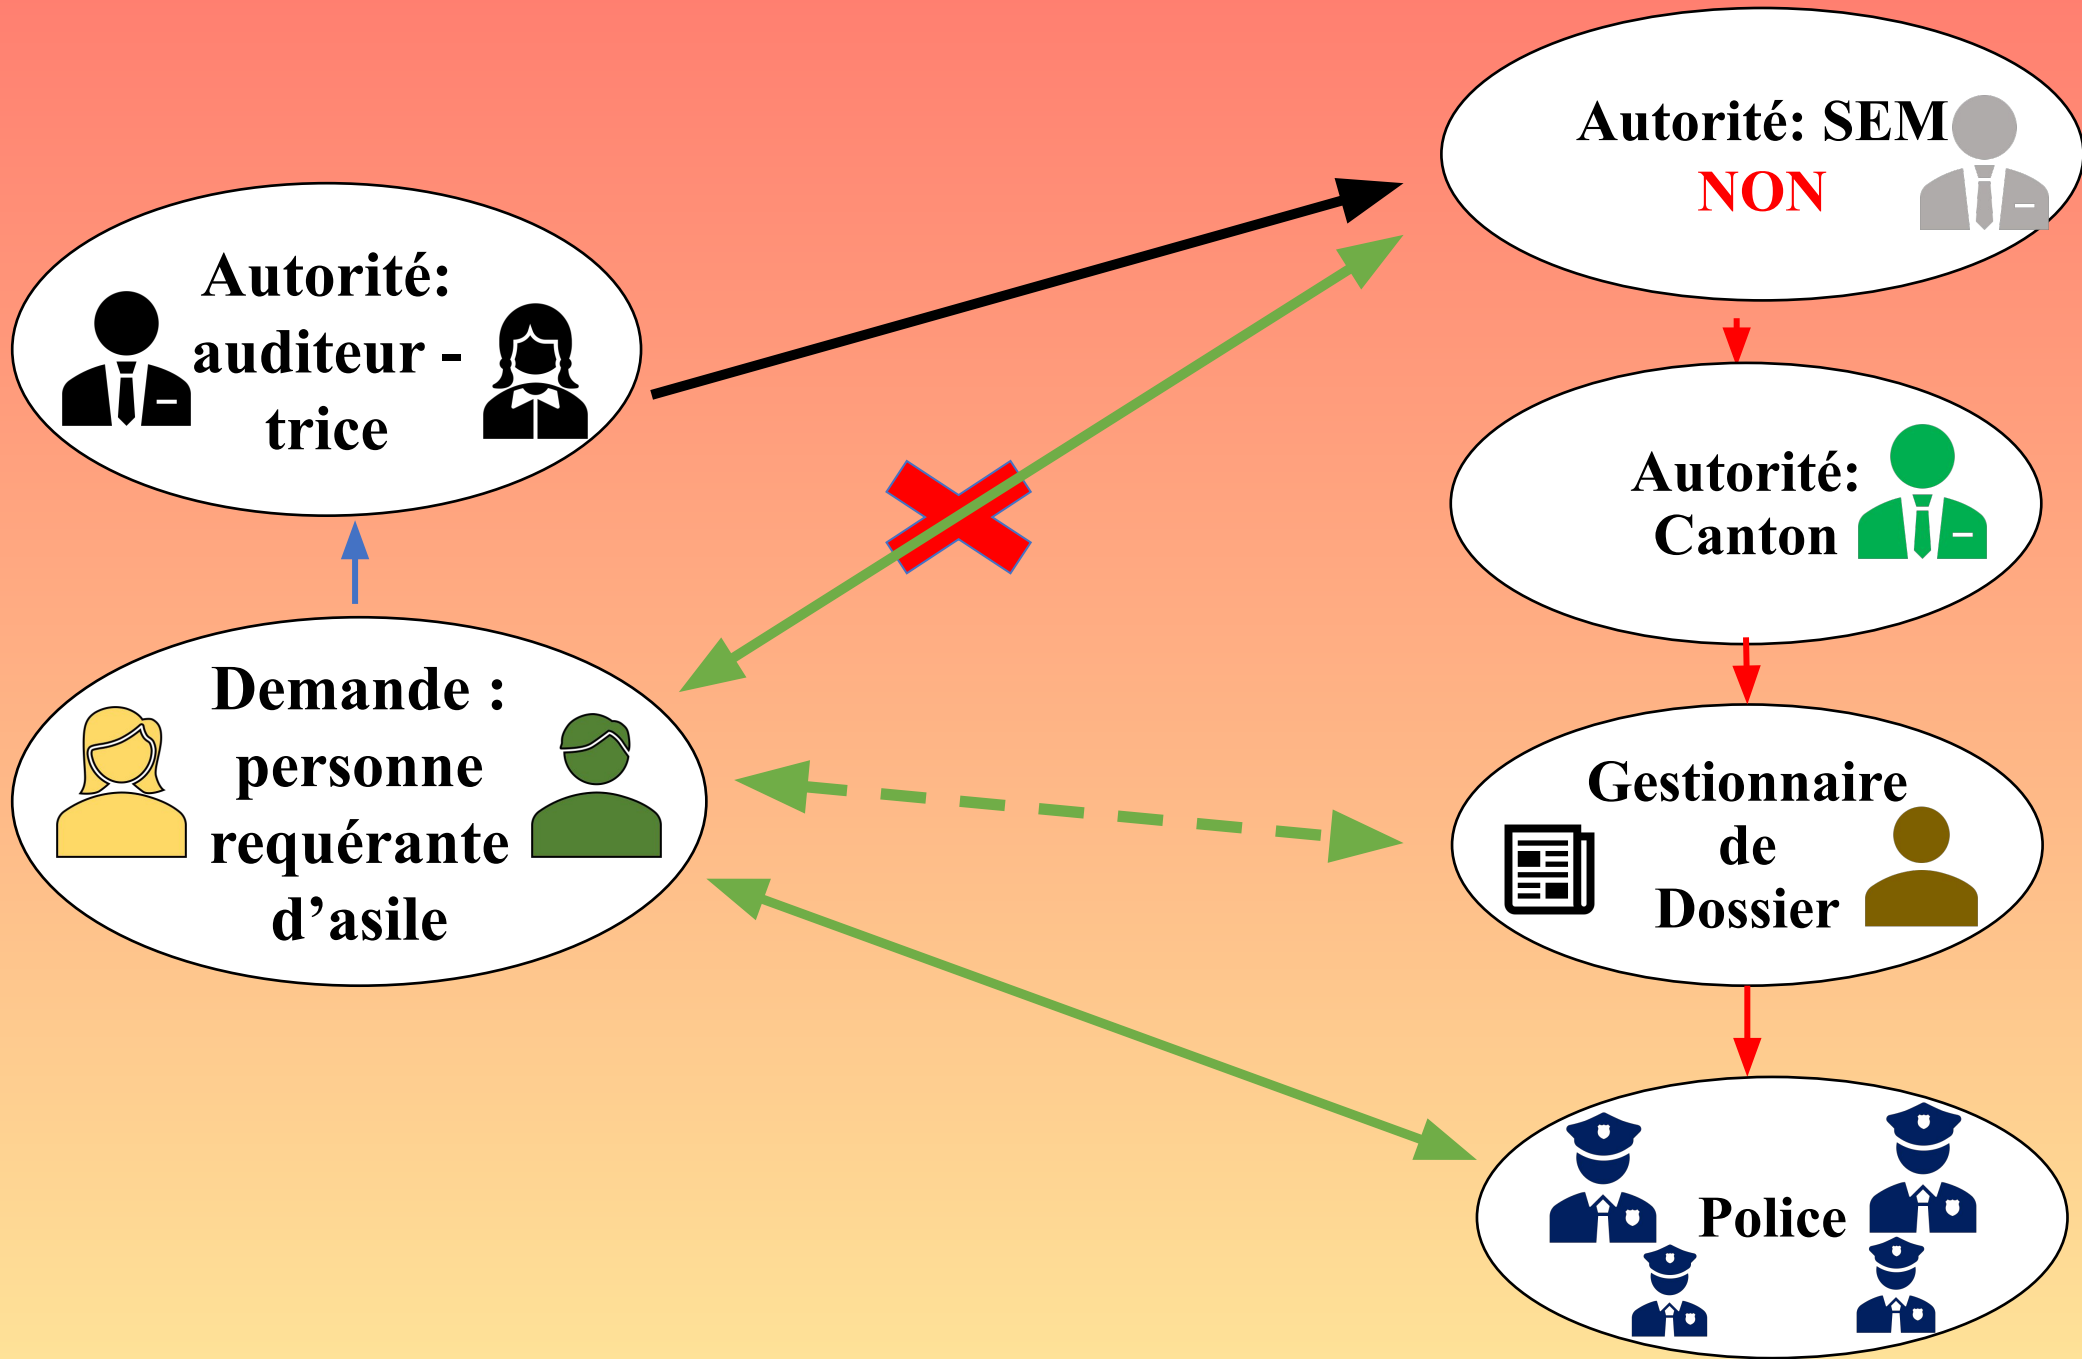 Autorité:
auditeur -
trice
Demande :
personne
requérante
d’asile
Autorité: SEM
NON
Autorité:
Canton
Gestionnaire
de
Dossier
Police